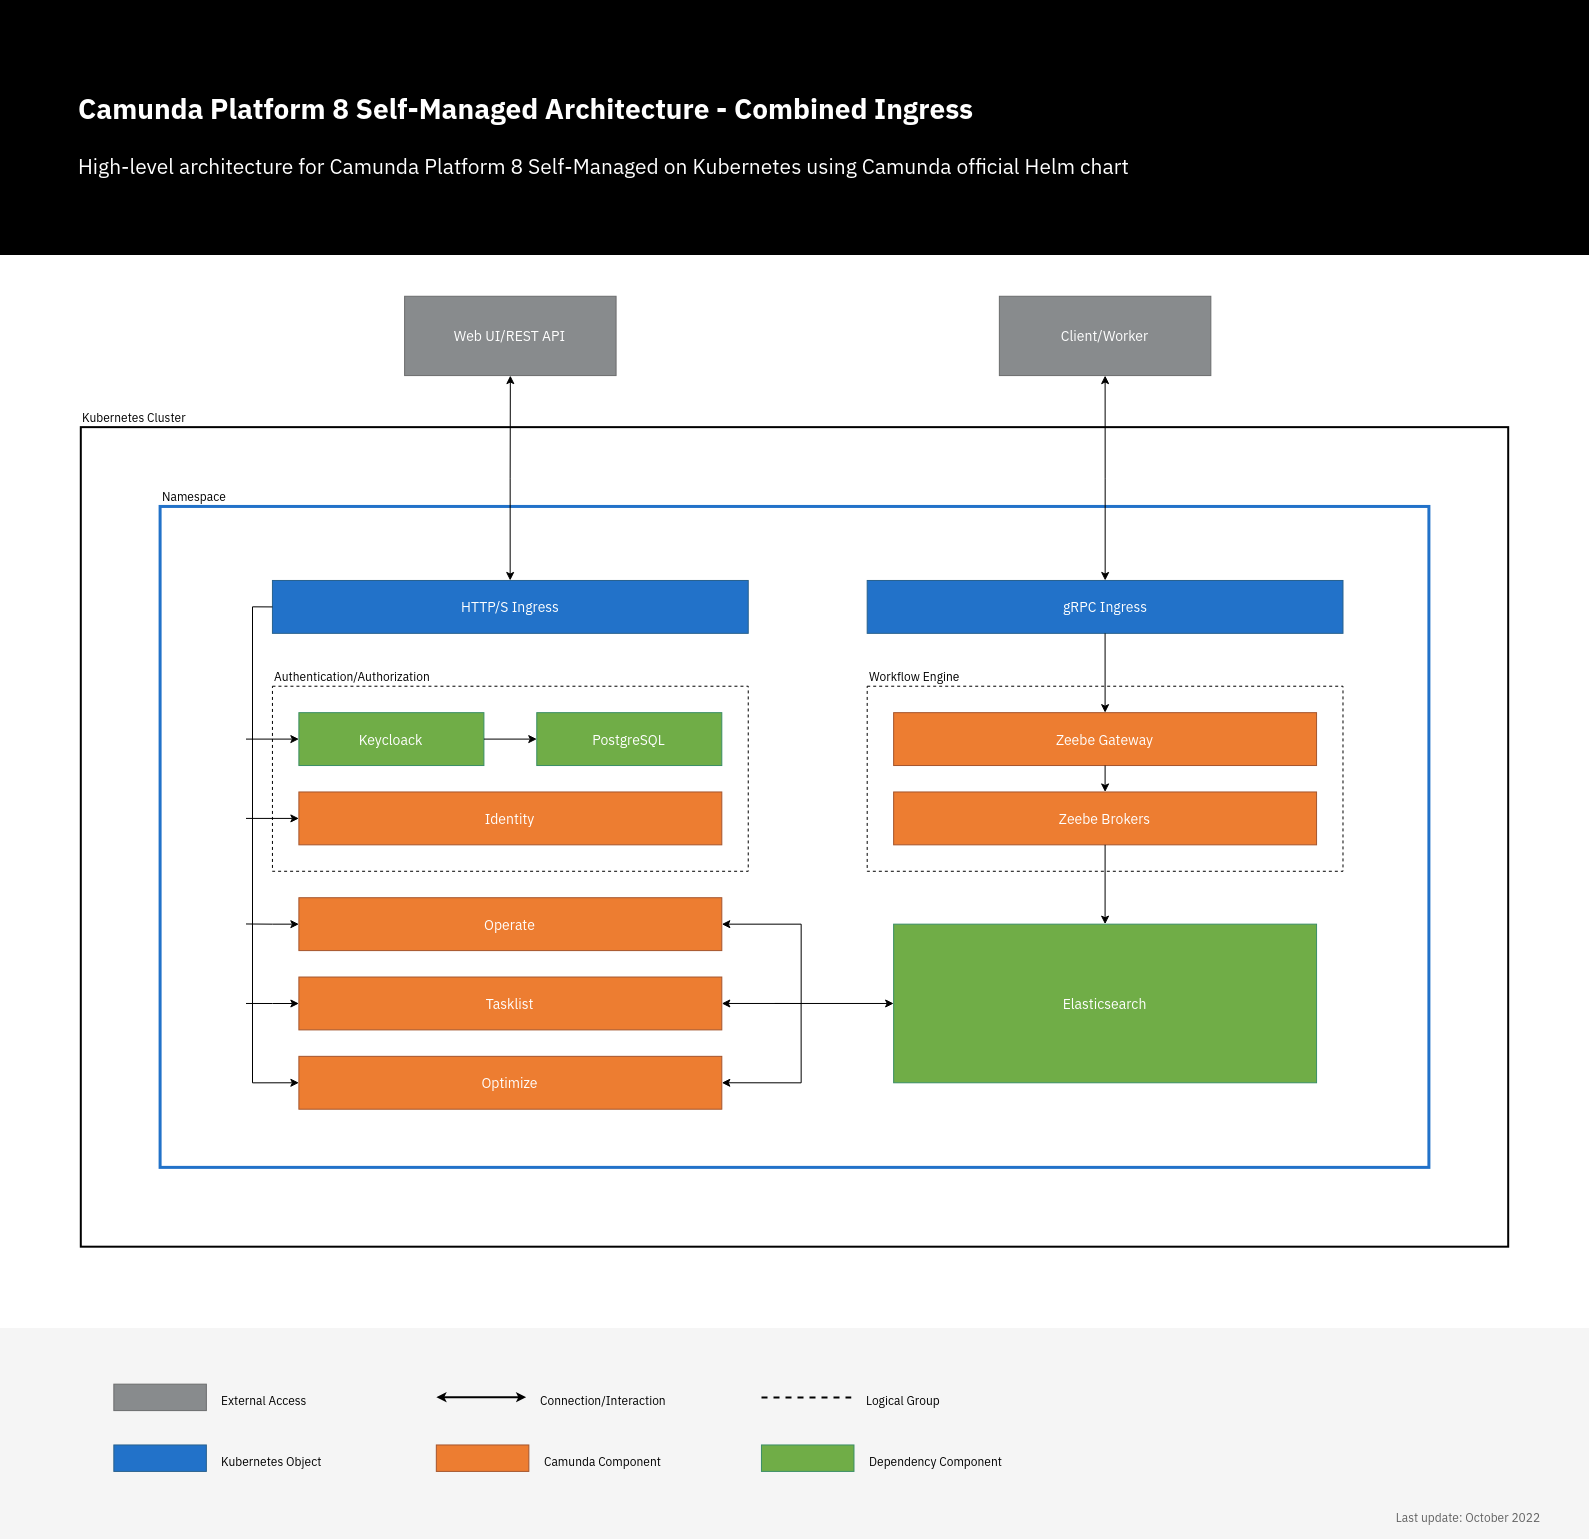 Camunda Platform 8 Self-Managed Architecture - Combined Ingress
High-level architecture for Camunda Platform 8 Self-Managed on Kubernetes using Camunda official Helm chart
Web UI/REST API
Client/Worker
Kubernetes Cluster
Namespace
HTTP/S Ingress
gRPC Ingress
Authentication/Authorization
Workflow Engine
Keycloack
PostgreSQL
Zeebe Gateway
Identity
Zeebe Brokers
Operate
Tasklist
Elasticsearch
Optimize
External Access
Connection/Interaction
Logical Group
Kubernetes Object
Camunda Component
Dependency Component
Last update: October 2022